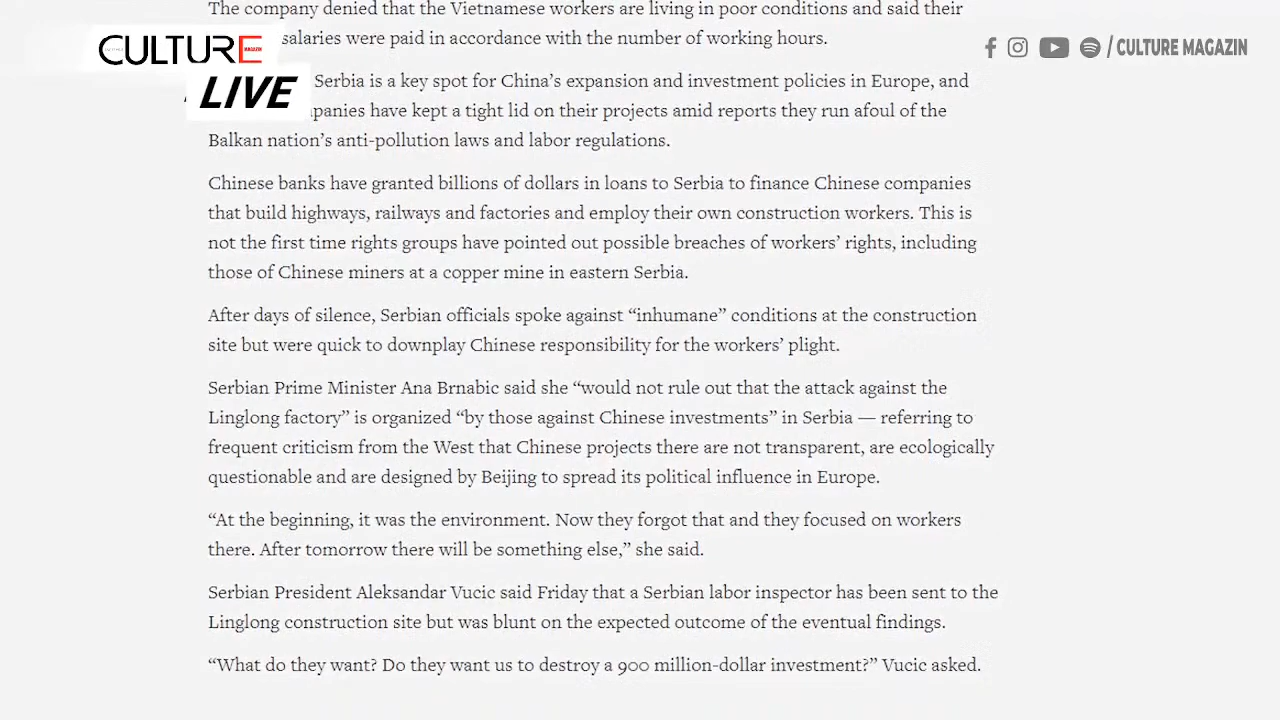 The company denied that the Vietnamese workers are living in poor conditions and said their
CULTURE
MAGAZIN
salaries were paid in accordance with the number of working hours.
/ CULTURE MAGAZIN
LIVE
Serbia is a key spot for China’s expansion and investment policies in Europe, and
panies have kept a tight lid on their projects amid reports they run afoul of the
Balkan nation’s anti-pollution laws and labor regulations.
Chinese banks have granted billions of dollars in loans to Serbia to finance Chinese companies
that build highways, railways and factories and employ their own construction workers. This is
not the first time rights groups have pointed out possible breaches of workers’ rights, including
those of Chinese miners at a copper mine in eastern Serbia.
After days of silence, Serbian officials spoke against “inhumane” conditions at the construction
site but were quick to downplay Chinese responsibility for the workers’ plight.
Serbian Prime Minister Ana Brnabic said she “would not rule out that the attack against the
Linglong factory” is organized “by those against Chinese investments” in Serbia — referring to
frequent criticism from the West that Chinese projects there are not transparent, are ecologically
questionable and are designed by Beijing to spread its political influence in Europe.
“At the beginning, it was the environment. Now they forgot that and they focused on workers
there. After tomorrow there will be something else,” she said.
Serbian President Aleksandar Vucic said Friday that a Serbian labor inspector has been sent to the
Linglong construction site but was blunt on the expected outcome of the eventual findings.
“What do they want? Do they want us to destroy a 900 million-dollar investment?” Vucic asked.